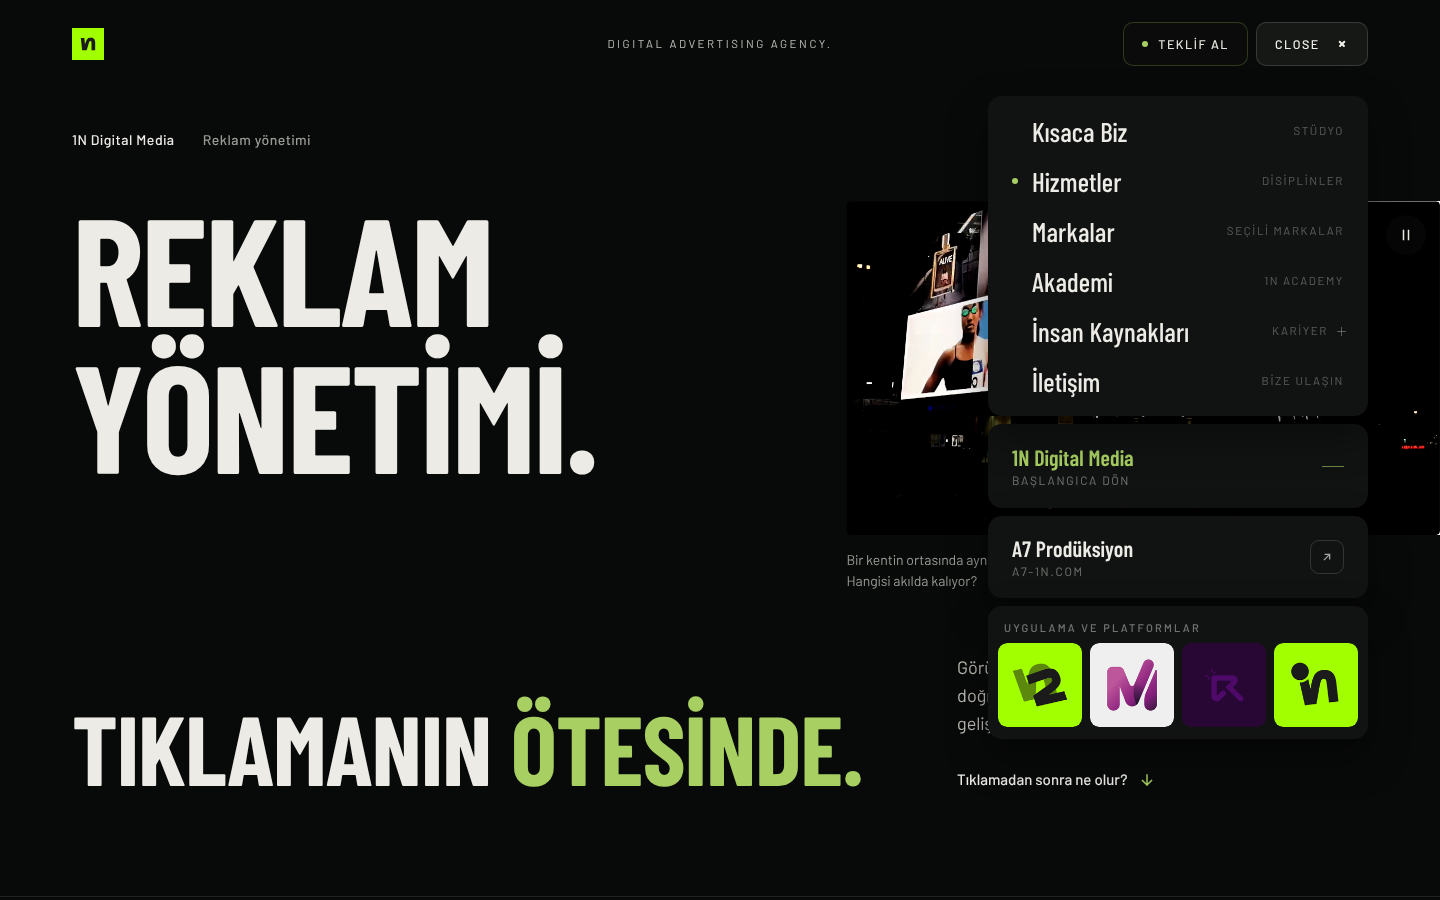 DIGITAL ADVERTISING AGENCY.
TEKLİF AL
CLOSE
1N Digital Media
Reklam yönetimi
Kısaca Biz
STÜDYO
Hizmetler
DİSİPLİNLER
Markalar
SEÇİLİ MARKALAR
Akademi
1N ACADEMY
İnsan Kaynakları
KARİYER
İletişim
BİZE ULAŞIN
REKLAM
YÖNETİMİ.
ALIVE
1N Digital Media
BAŞLANGICA DÖN
A7 Prodüksiyon
A7-1N.COM
Bir kentin ortasında ayn
Hangisi akılda kalıyor?
UYGULAMA VE PLATFORMLAR
Görü
doğr
geliş
TIKLAMANIN ÖTESİNDE.
Tıklamadan sonra ne olur?